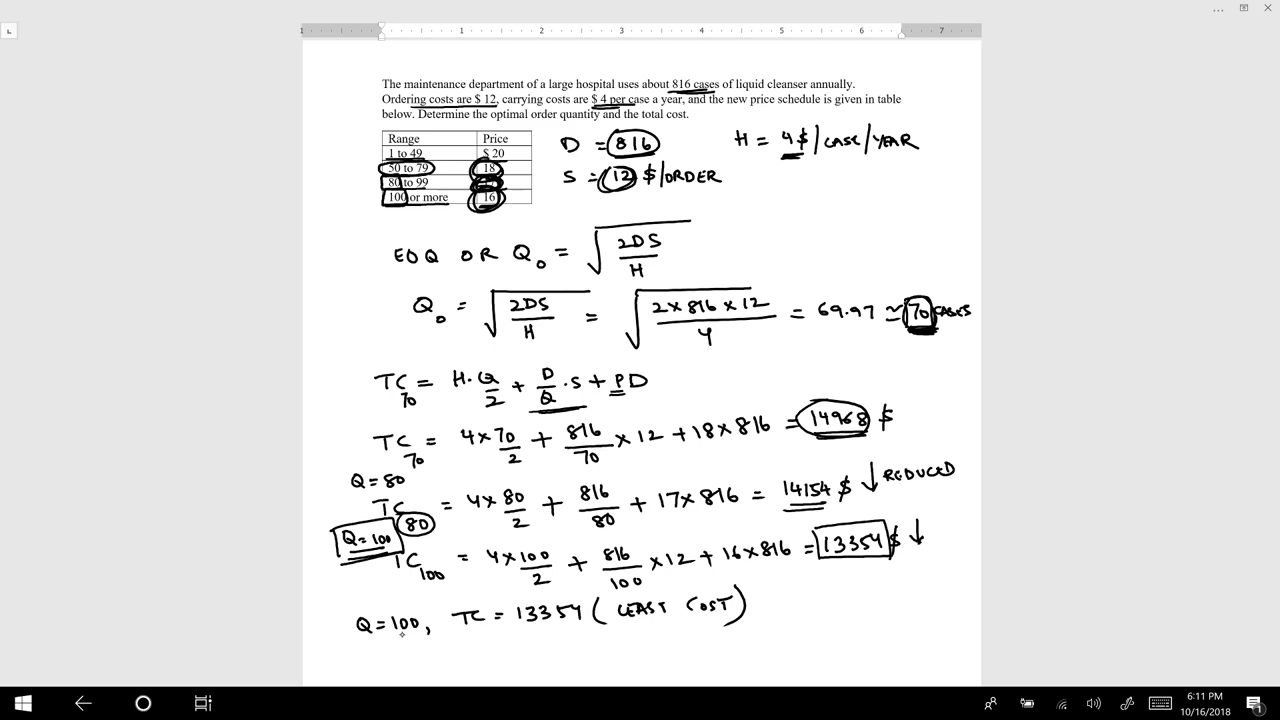 1 1 2 3 4 5 6 7
The maintenance department of a large hospital uses about 816 cases of liquid cleanser annually.
Ordering costs are $ 12, carrying costs are $ 4 per case a year, and the new price schedule is given in table
below. Determine the optimal order quantity and the total cost.
Range Price
1 to 49 $ 20
50 to 79 18
80 to 99
100 or more 16
D = 816 H = 4$/CASE/YEAR
S = 12 $/ORDER
EOQ OR Q₀ = √(2DS/H)
Q₀ = √(2DS/H) = √(2×816×12/4) = 69.97 ≃ 70 CASES
TC₇₀ = H·Q/2 + D/Q·S + PD
TC₇₀ = 4×70/2 + 816/70 × 12 + 18×816 = 14968 $
Q=80
TC₈₀ = 4×80/2 + 816/80 + 17×816 = 14154 $ ↓ REDUCED
Q=100
TC₁₀₀ = 4×100/2 + 816/100 ×12 + 16×816 = 13354 $ ↓
Q=100, TC = 13354 (LEAST COST)
6:11 PM
10/16/2018
1